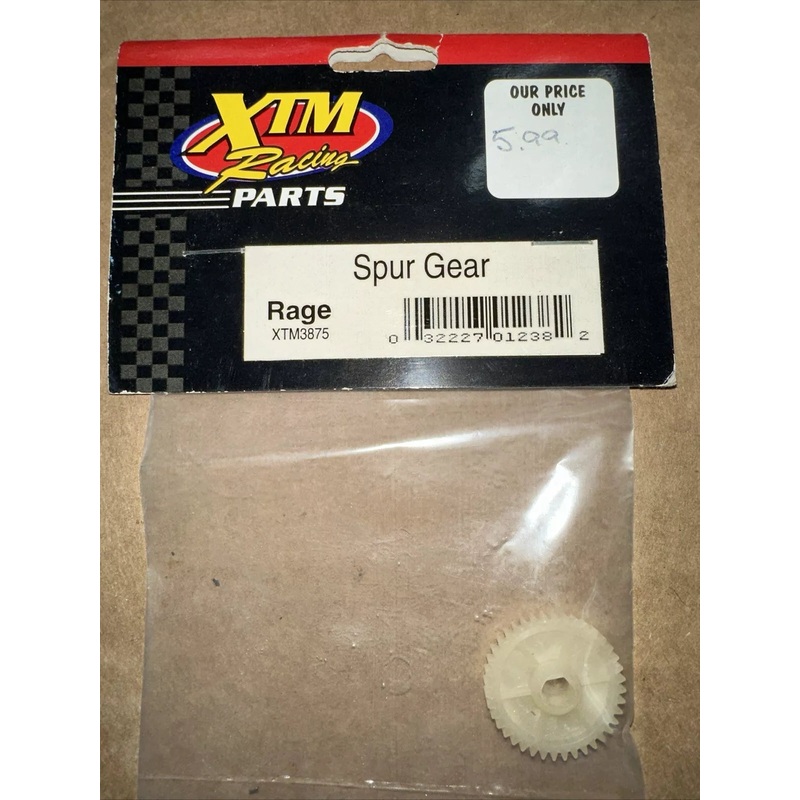 XTM
Racing
PARTS
OUR PRICE
ONLY
5.99
Spur Gear
Rage
XTM3875
0 32227 01238 2